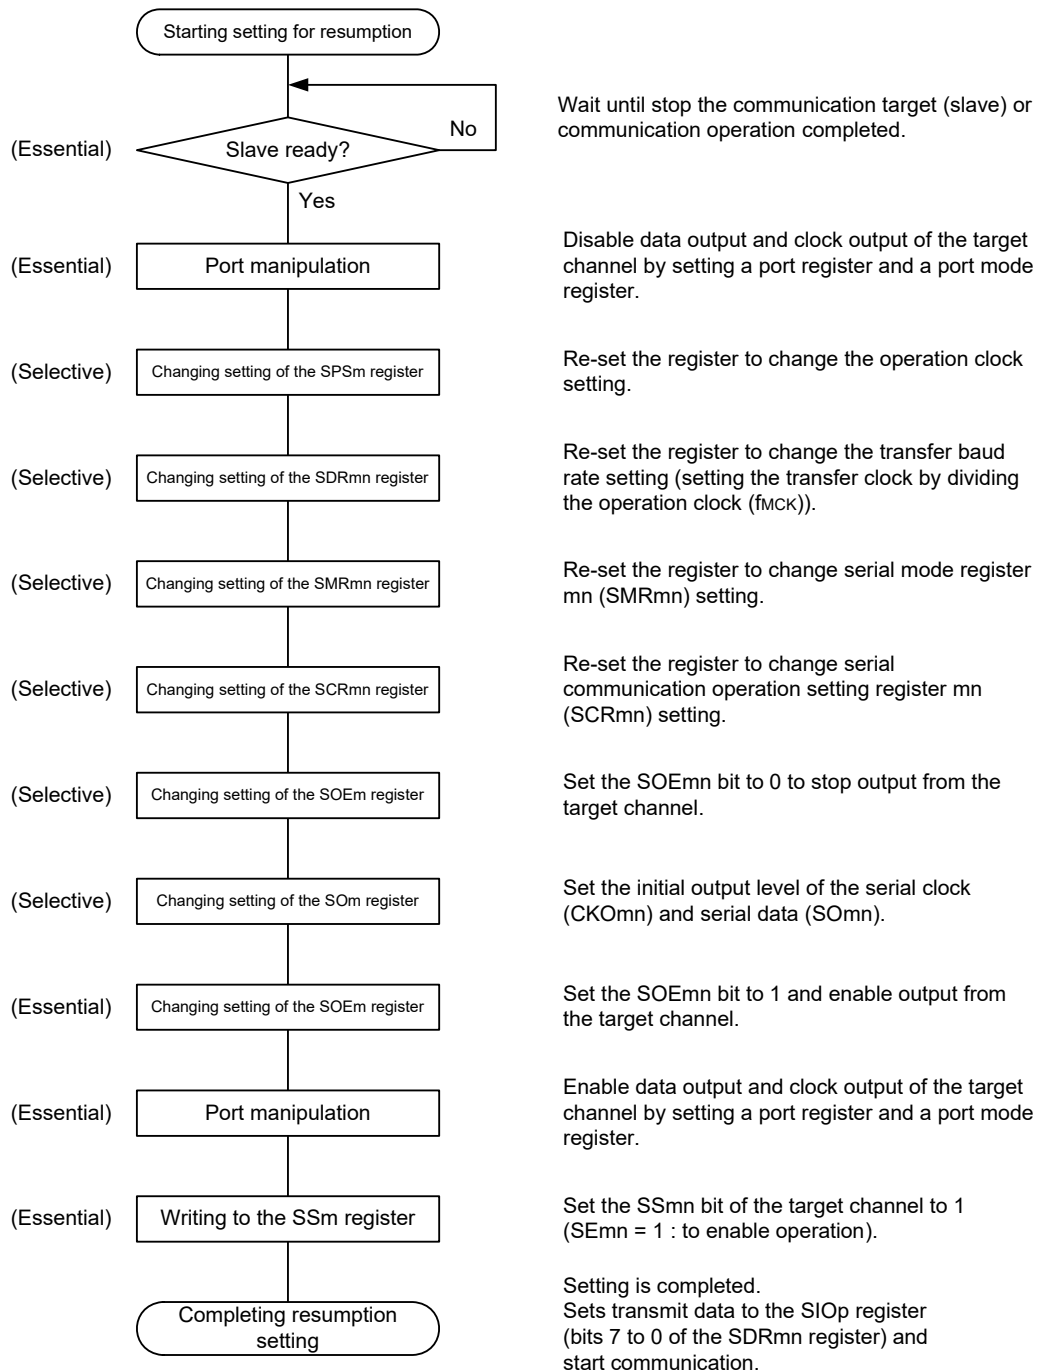 Starting setting for resumption
Wait until stop the communication target (slave) or
communication operation completed.
No
(Essential)
Slave ready?
Yes
(Essential)
Port manipulation
Disable data output and clock output of the target
channel by setting a port register and a port mode
register.
(Selective)
Changing setting of the SPSm register
Re-set the register to change the operation clock
setting.
(Selective)
Changing setting of the SDRmn register
Re-set the register to change the transfer baud
rate setting (setting the transfer clock by dividing
the operation clock (fMCK)).
(Selective)
Changing setting of the SMRmn register
Re-set the register to change serial mode register
mn (SMRmn) setting.
(Selective)
Changing setting of the SCRmn register
Re-set the register to change serial
communication operation setting register mn
(SCRmn) setting.
(Selective)
Changing setting of the SOEm register
Set the SOEmn bit to 0 to stop output from the
target channel.
(Selective)
Changing setting of the SOm register
Set the initial output level of the serial clock
(CKOmn) and serial data (SOmn).
(Essential)
Changing setting of the SOEm register
Set the SOEmn bit to 1 and enable output from
the target channel.
(Essential)
Port manipulation
Enable data output and clock output of the target
channel by setting a port register and a port mode
register.
(Essential)
Writing to the SSm register
Set the SSmn bit of the target channel to 1
(SEmn = 1 : to enable operation).
Completing resumption
setting
Setting is completed.
Sets transmit data to the SIOp register
(bits 7 to 0 of the SDRmn register) and
start communication.